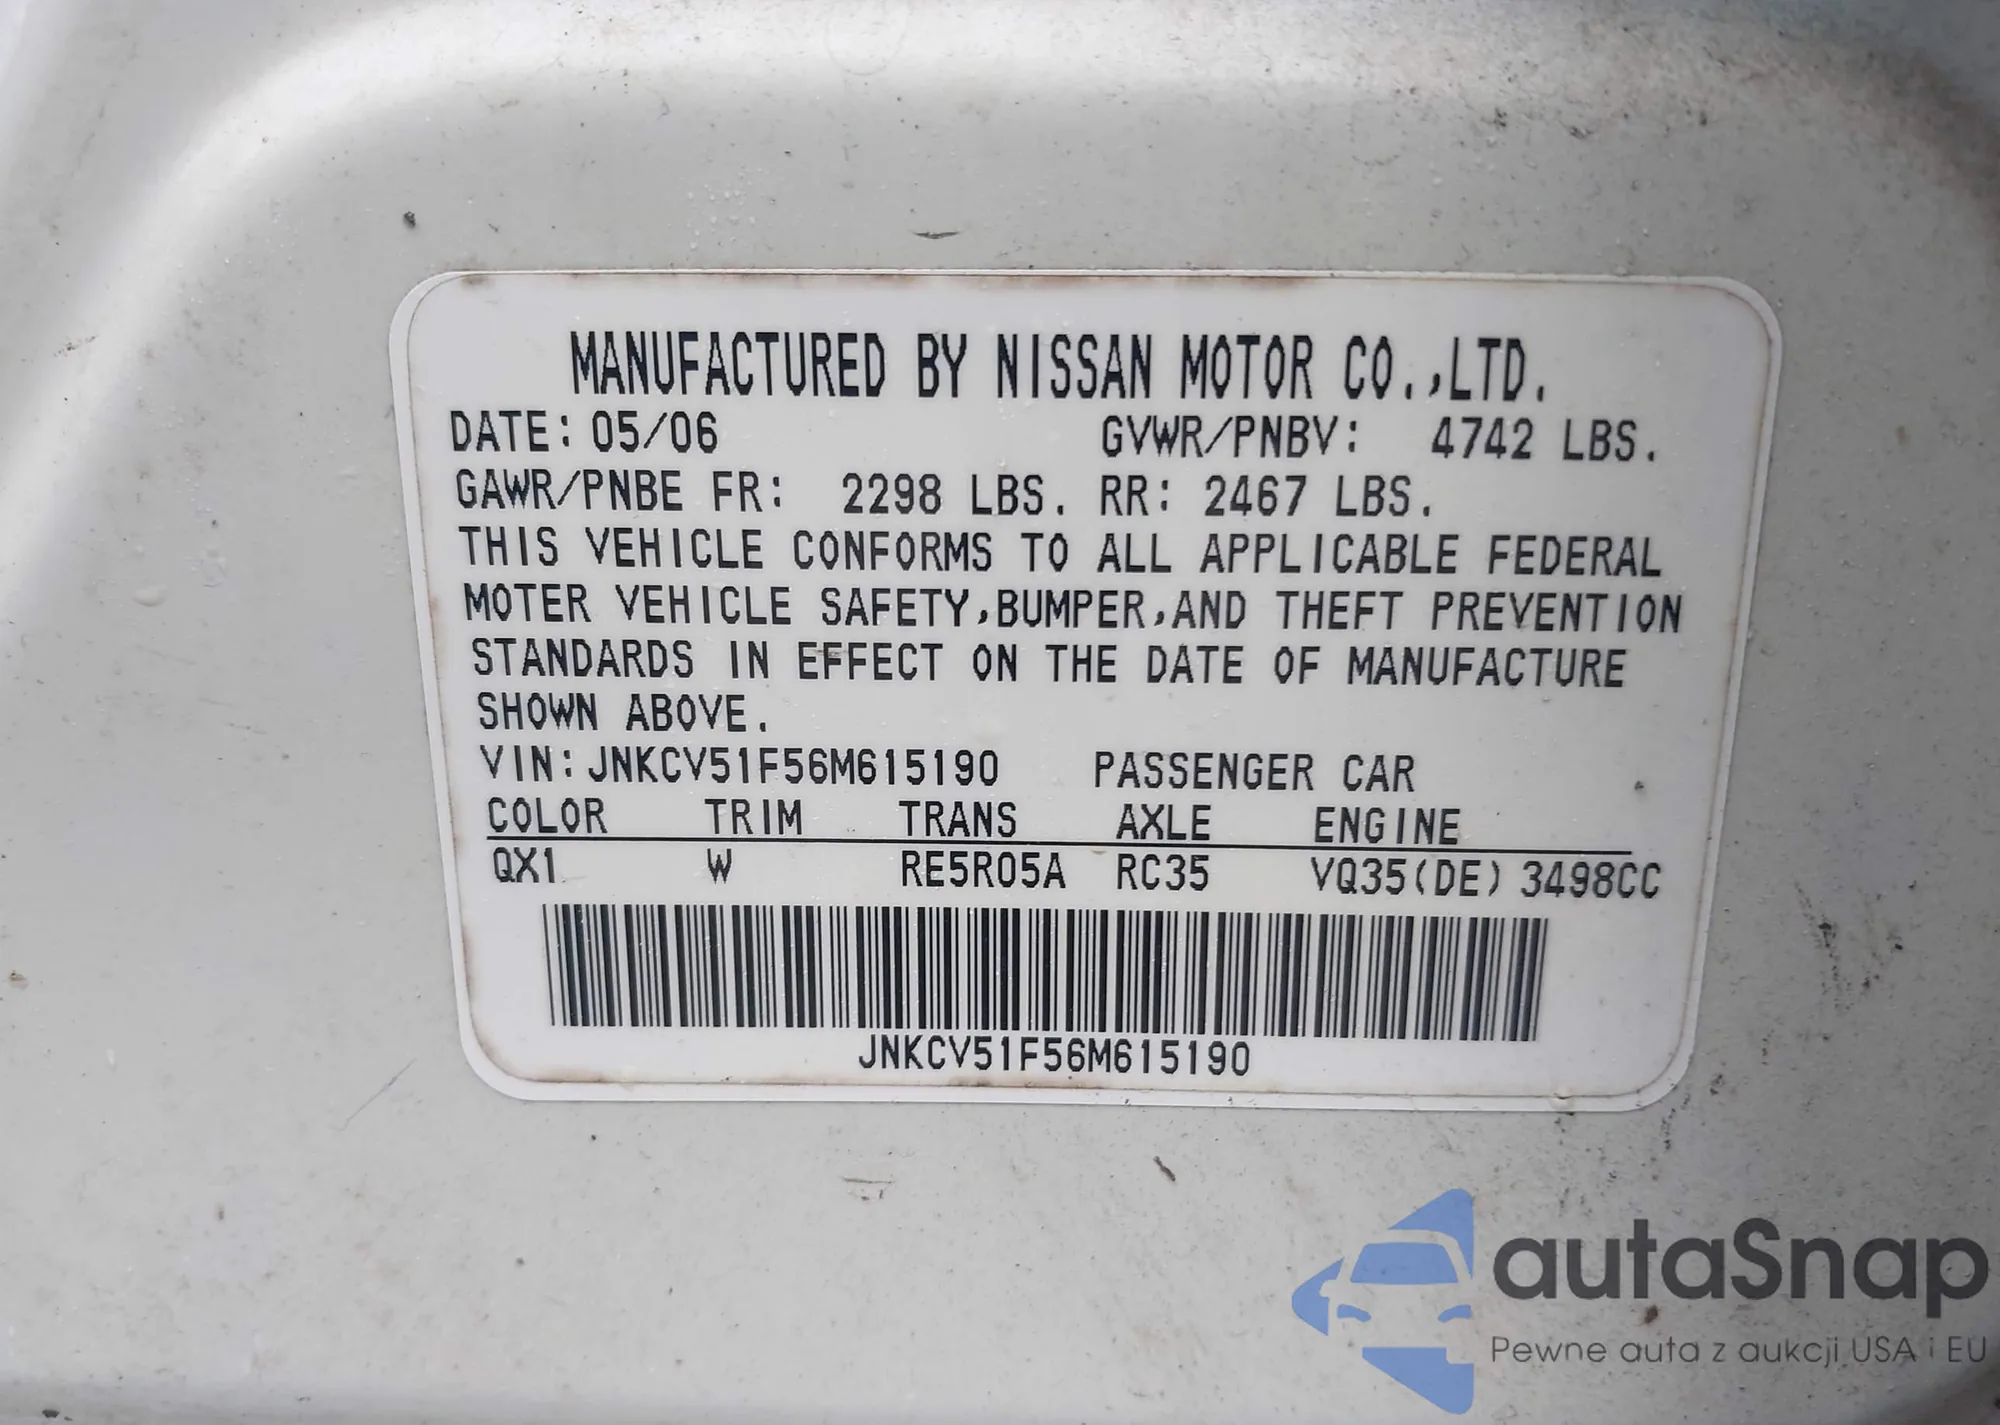 MANUFACTURED BY NISSAN MOTOR CO.,LTD.
DATE: 05/06 GVWR/PNBV: 4742 LBS.
GAWR/PNBE FR: 2298 LBS. RR: 2467 LBS.
THIS VEHICLE CONFORMS TO ALL APPLICABLE FEDERAL
MOTER VEHICLE SAFETY,BUMPER,AND THEFT PREVENTION
STANDARDS IN EFFECT ON THE DATE OF MANUFACTURE
SHOWN ABOVE.
VIN:JNKCV51F56M615190 PASSENGER CAR
COLOR TRIM TRANS AXLE ENGINE
QX1 W RE5R05A RC35 VQ35(DE) 3498CC
JNKCV51F56M615190
autaSnap
Pewne auta z aukcji USA i EU